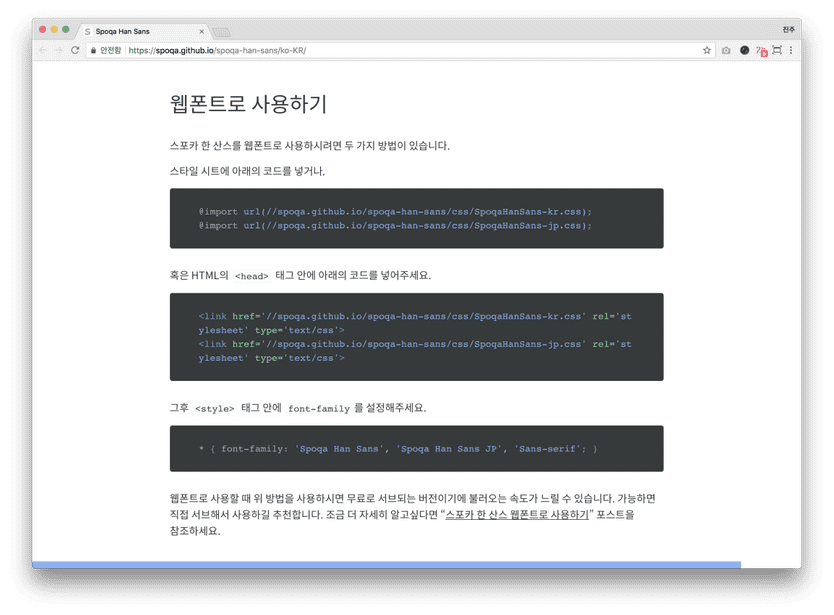 Spoqa Han Sans
진주
안전함 https://spoqa.github.io/spoqa-han-sans/ko-KR/
웹폰트로 사용하기
스포카 한 산스를 웹폰트로 사용하시려면 두 가지 방법이 있습니다.
스타일 시트에 아래의 코드를 넣거나,
@import url(//spoqa.github.io/spoqa-han-sans/css/SpoqaHanSans-kr.css);
@import url(//spoqa.github.io/spoqa-han-sans/css/SpoqaHanSans-jp.css);
혹은 HTML의 <head> 태그 안에 아래의 코드를 넣어주세요.
<link href='//spoqa.github.io/spoqa-han-sans/css/SpoqaHanSans-kr.css' rel='st
ylesheet' type='text/css'>
<link href='//spoqa.github.io/spoqa-han-sans/css/SpoqaHanSans-jp.css' rel='st
ylesheet' type='text/css'>
그후 <style> 태그 안에 font-family 를 설정해주세요.
* { font-family: 'Spoqa Han Sans', 'Spoqa Han Sans JP', 'Sans-serif'; }
웹폰트로 사용할 때 위 방법을 사용하시면 무료로 서브되는 버전이기에 불러오는 속도가 느릴 수 있습니다. 가능하면
직접 서브해서 사용하길 추천합니다. 조금 더 자세히 알고싶다면 “스포카 한 산스 웹폰트로 사용하기” 포스트를
참조하세요.